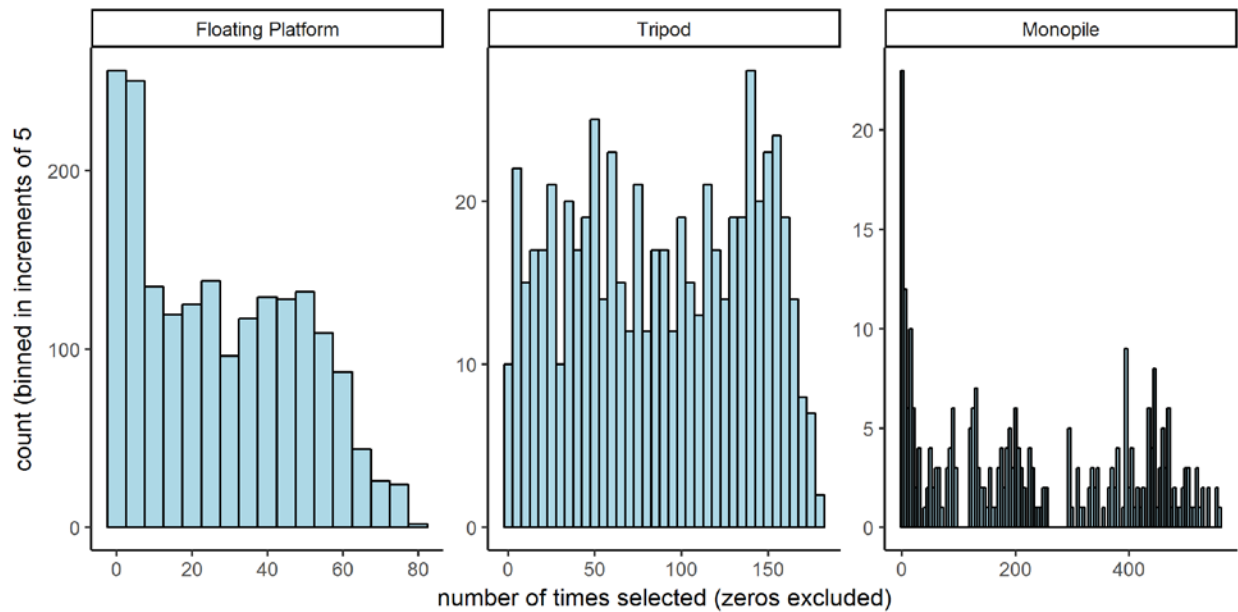 Floating Platform
Tripod
Monopile
count (binned in increments of 5
200
100
0
20
10
0
20
15
10
5
0
0 20 40 60 80
0 50 100 150
0 200 400
number of times selected (zeros excluded)